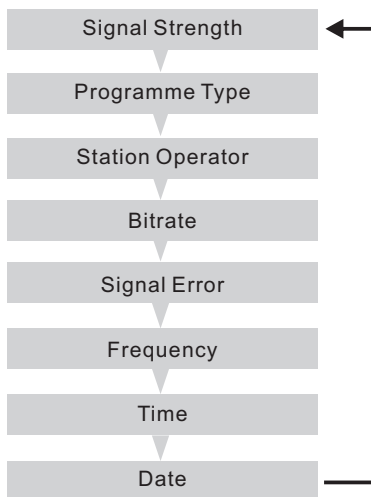 Signal Strength
Programme Type
Station Operator
Bitrate
Signal Error
Frequency
Time
Date